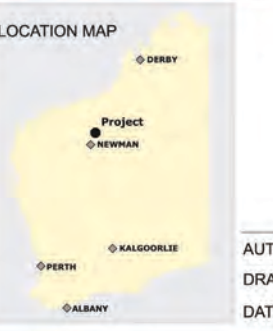 LOCATION MAP
DERBY
Project
NEWMAN
KALGOORLIE
PERTH
ALBANY
AUT
DRA
DAT